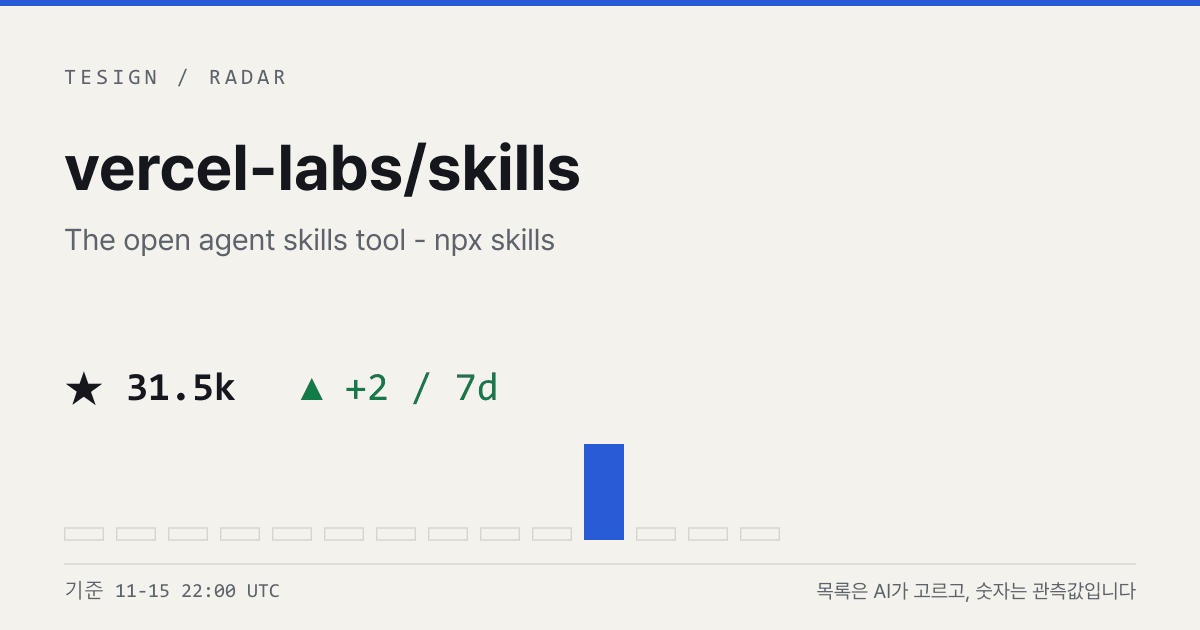 TESIGN / RADAR
vercel-labs/skills
The open agent skills tool - npx skills
★ 31.5k ▲ +2 / 7d
기준 11-15 22:00 UTC
목록은 AI가 고르고, 숫자는 관측값입니다